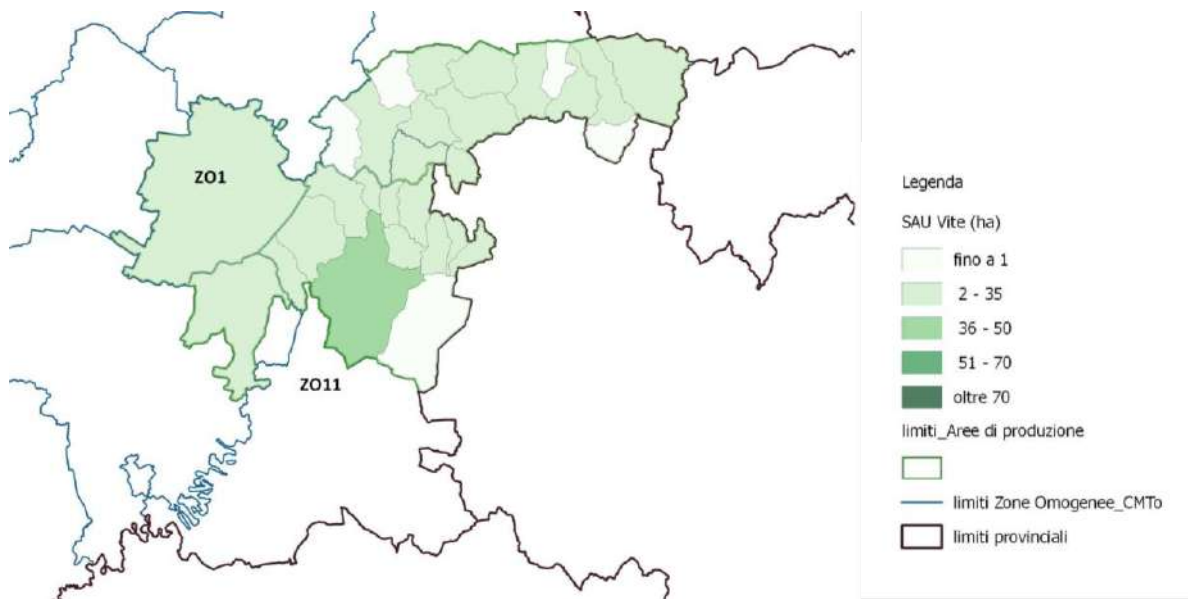 ZO1
ZO11
Legenda
SAU Vite (ha)
fino a 1
2 - 35
36 - 50
51 - 70
oltre 70
limiti_Aree di produzione
limiti Zone Omogenee_CMTo
limiti provinciali